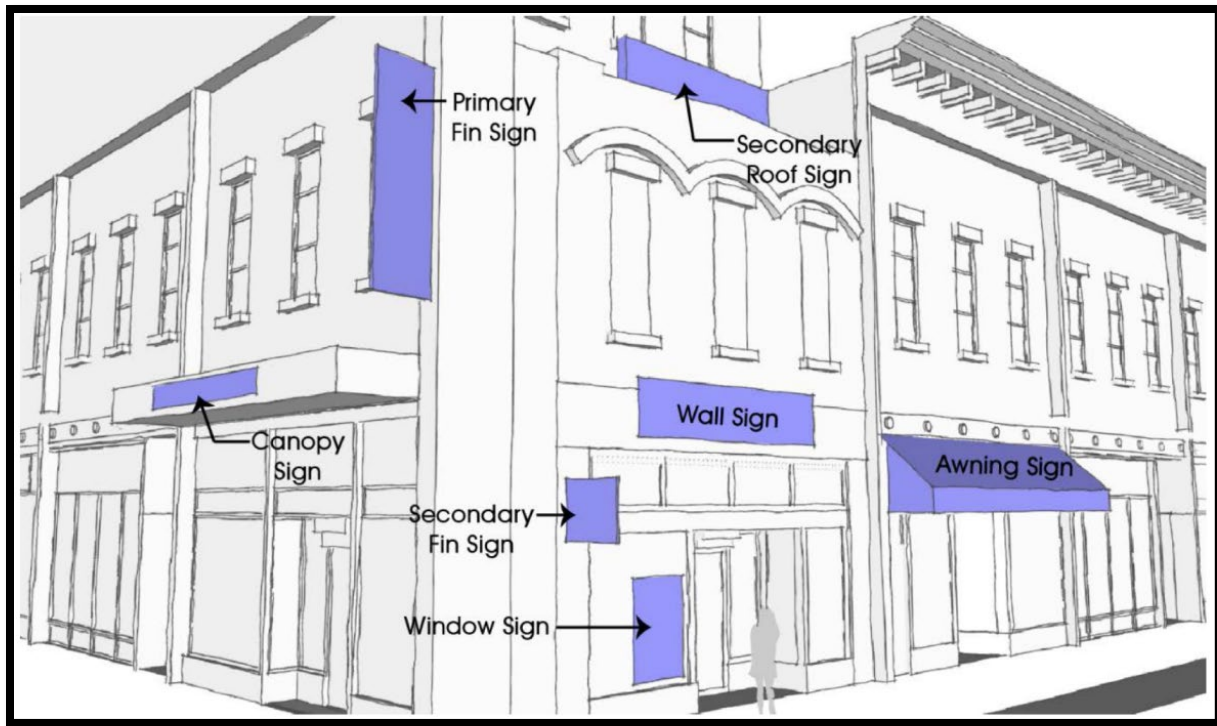 Primary
Fin Sign
Secondary
Roof Sign
Canopy
Sign
Wall Sign
Awning Sign
Secondary
Fin Sign
Window Sign